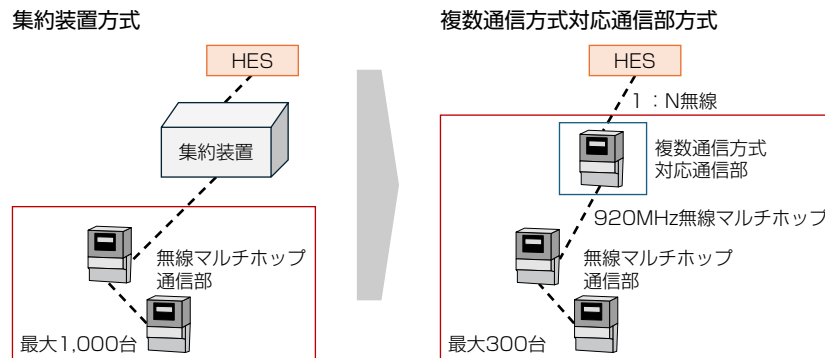 集約装置方式
HES
集約装置
無線マルチホップ
通信部
最大1,000台
複数通信方式対応通信部方式
HES
1：N無線
複数通信方式
対応通信部
920MHz無線マルチホップ
無線マルチホップ
通信部
最大300台